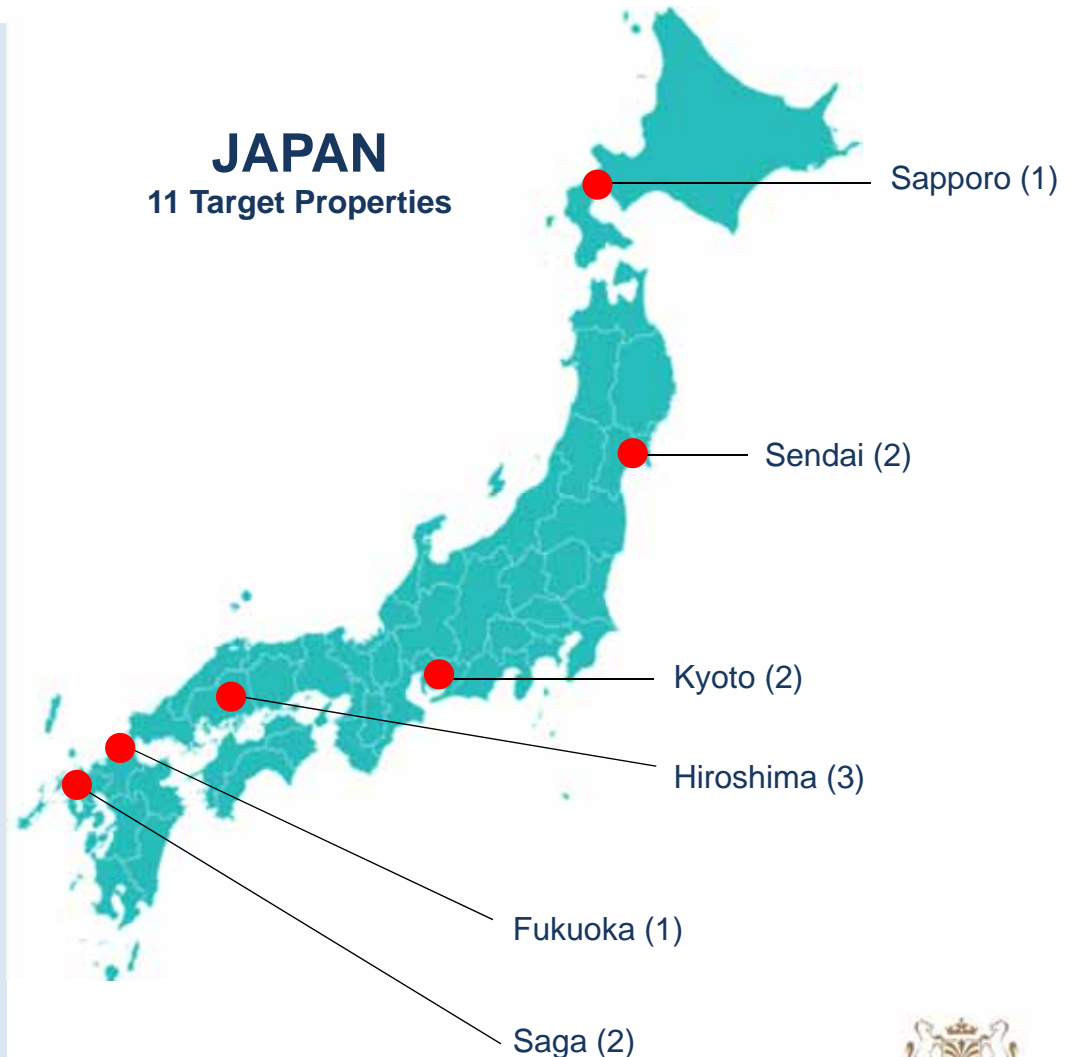 JAPAN
11 Target Properties
Sapporo (1)
Sendai (2)
Kyoto (2)
Hiroshima (3)
Fukuoka (1)
Saga (2)